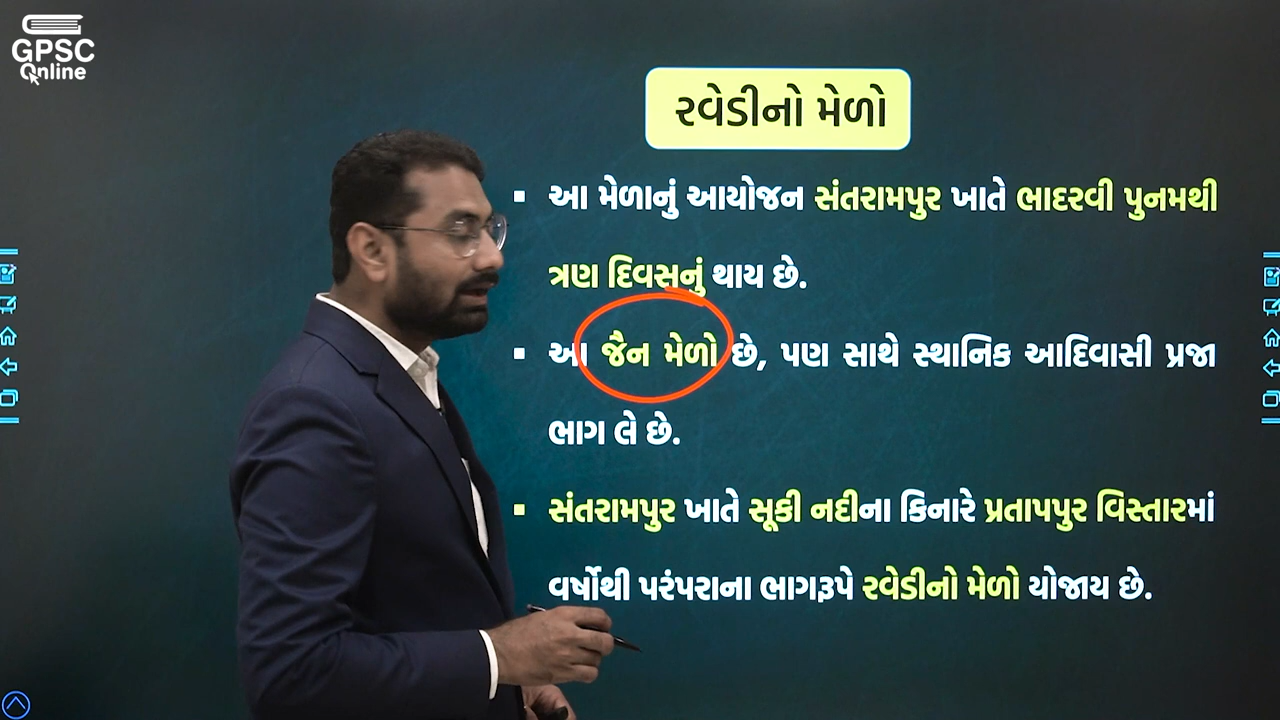 GPSC
Online
રવેડીનો મેળો
▪ આ મેળાનું આયોજન સંતરામપુર ખાતે ભાદરવી પુનમથી
ત્રણ દિવસનું થાય છે.
▪ આ જૈન મેળો છે, પણ સાથે સ્થાનિક આદિવાસી પ્રજા
ભાગ લે છે.
▪ સંતરામપુર ખાતે સૂકી નદીના કિનારે પ્રતાપપુર વિસ્તારમાં
વર્ષોથી પરંપરાના ભાગરૂપે રવેડીનો મેળો યોજાય છે.